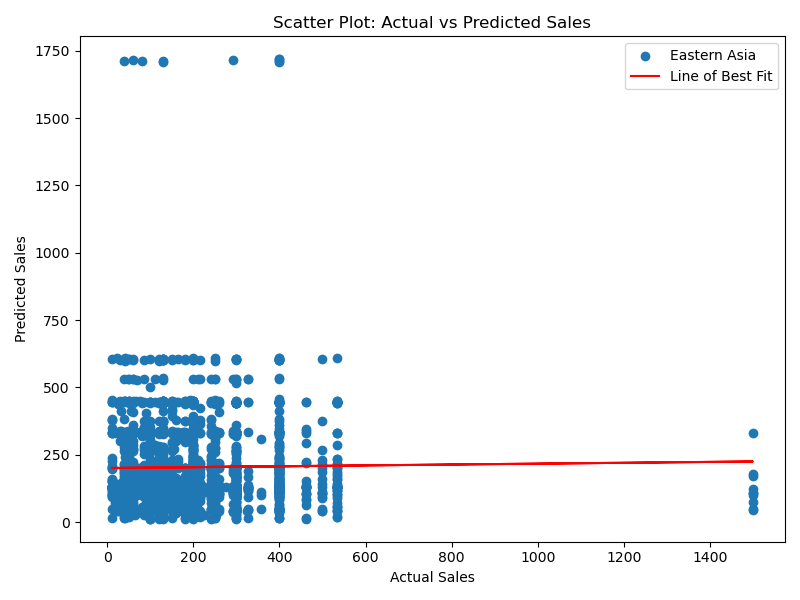 Scatter Plot: Actual vs Predicted Sales
Eastern Asia
Line of Best Fit
Predicted Sales
1750
1500
1250
1000
750
500
250
0
0 200 400 600 800 1000 1200 1400
Actual Sales